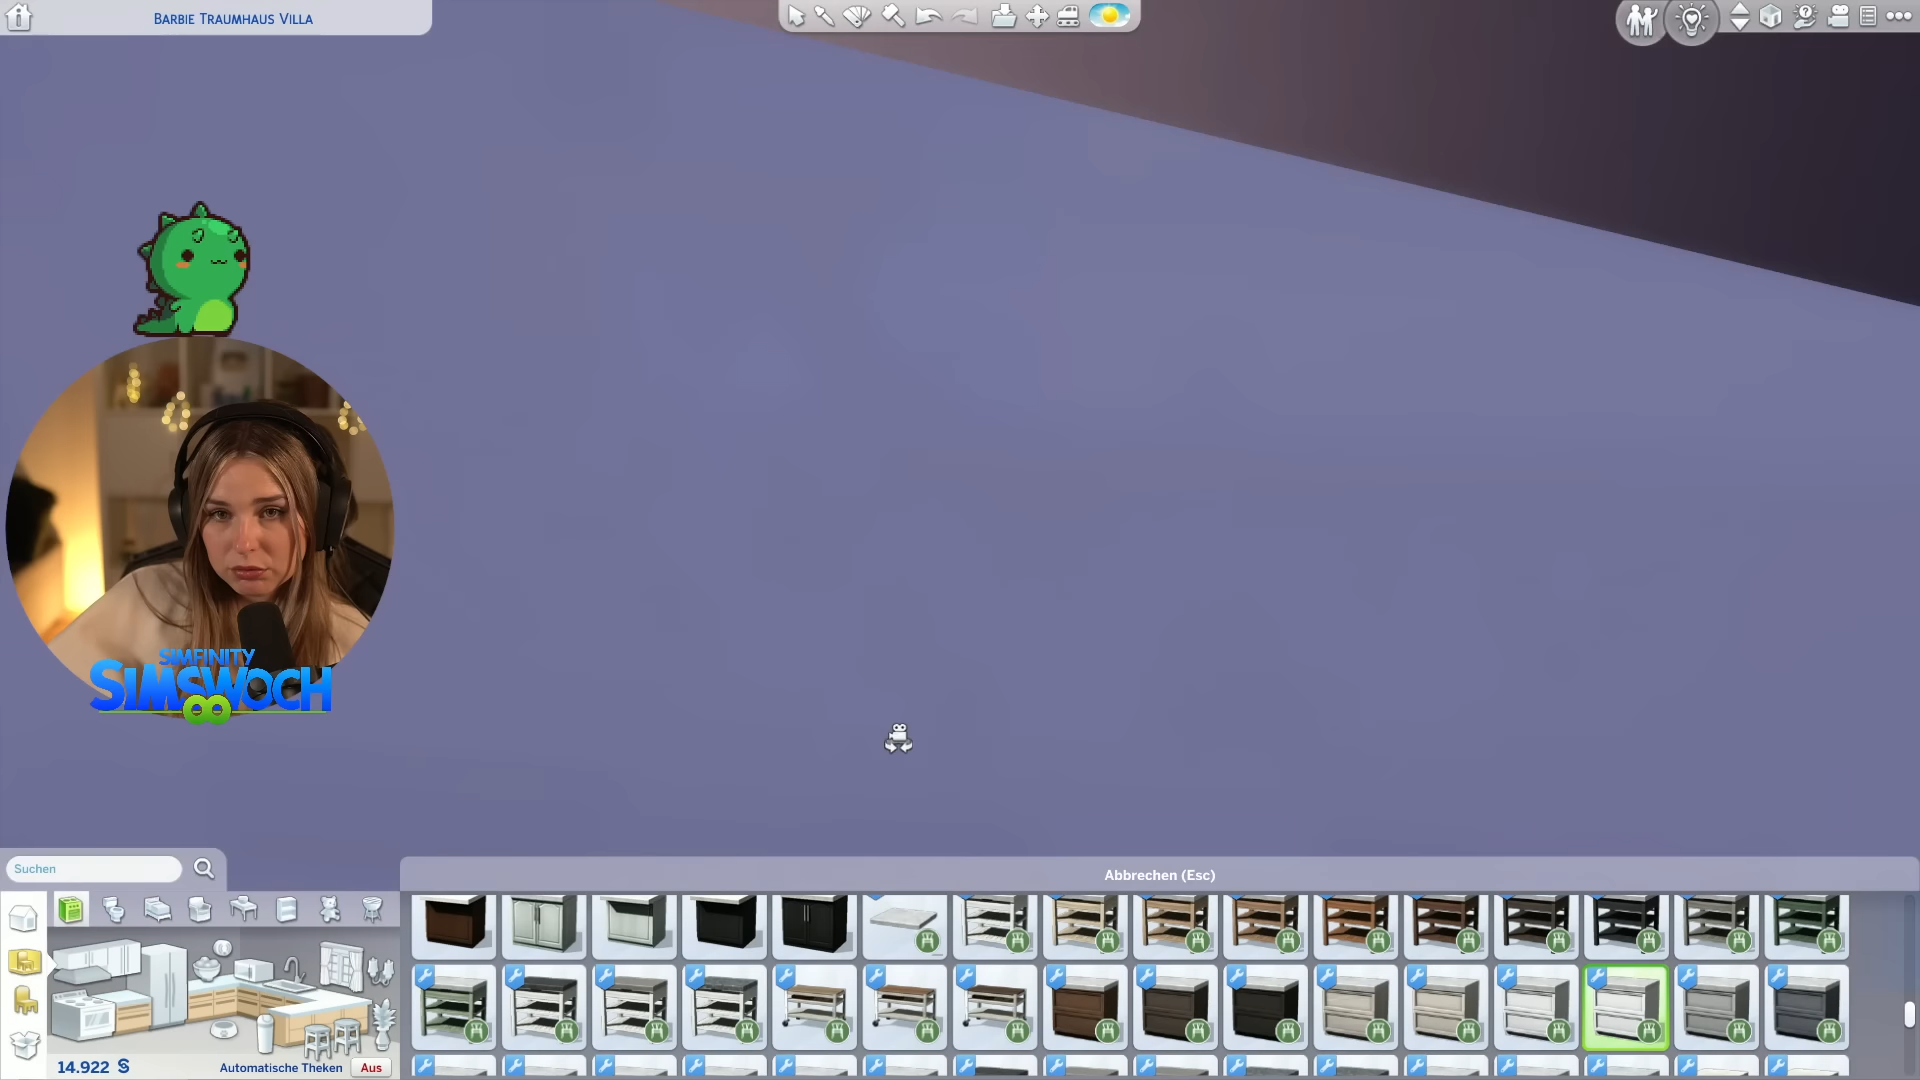 Barbie Traumhaus Villa
SIMFINITY
SIMSWOCH
Suchen
Abbrechen (Esc)
14.922 §
Automatische Theken
Aus